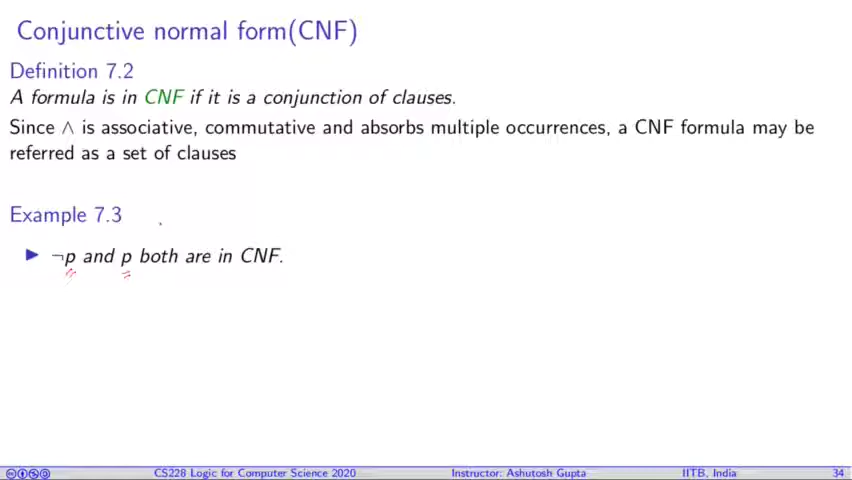 Conjunctive normal form(CNF)
Definition 7.2
A formula is in CNF if it is a conjunction of clauses.
Since ∧ is associative, commutative and absorbs multiple occurrences, a CNF formula may be
referred as a set of clauses
Example 7.3
▶ ¬p and p both are in CNF.
CS228 Logic for Computer Science 2020 Instructor: Ashutosh Gupta IITB, India 34